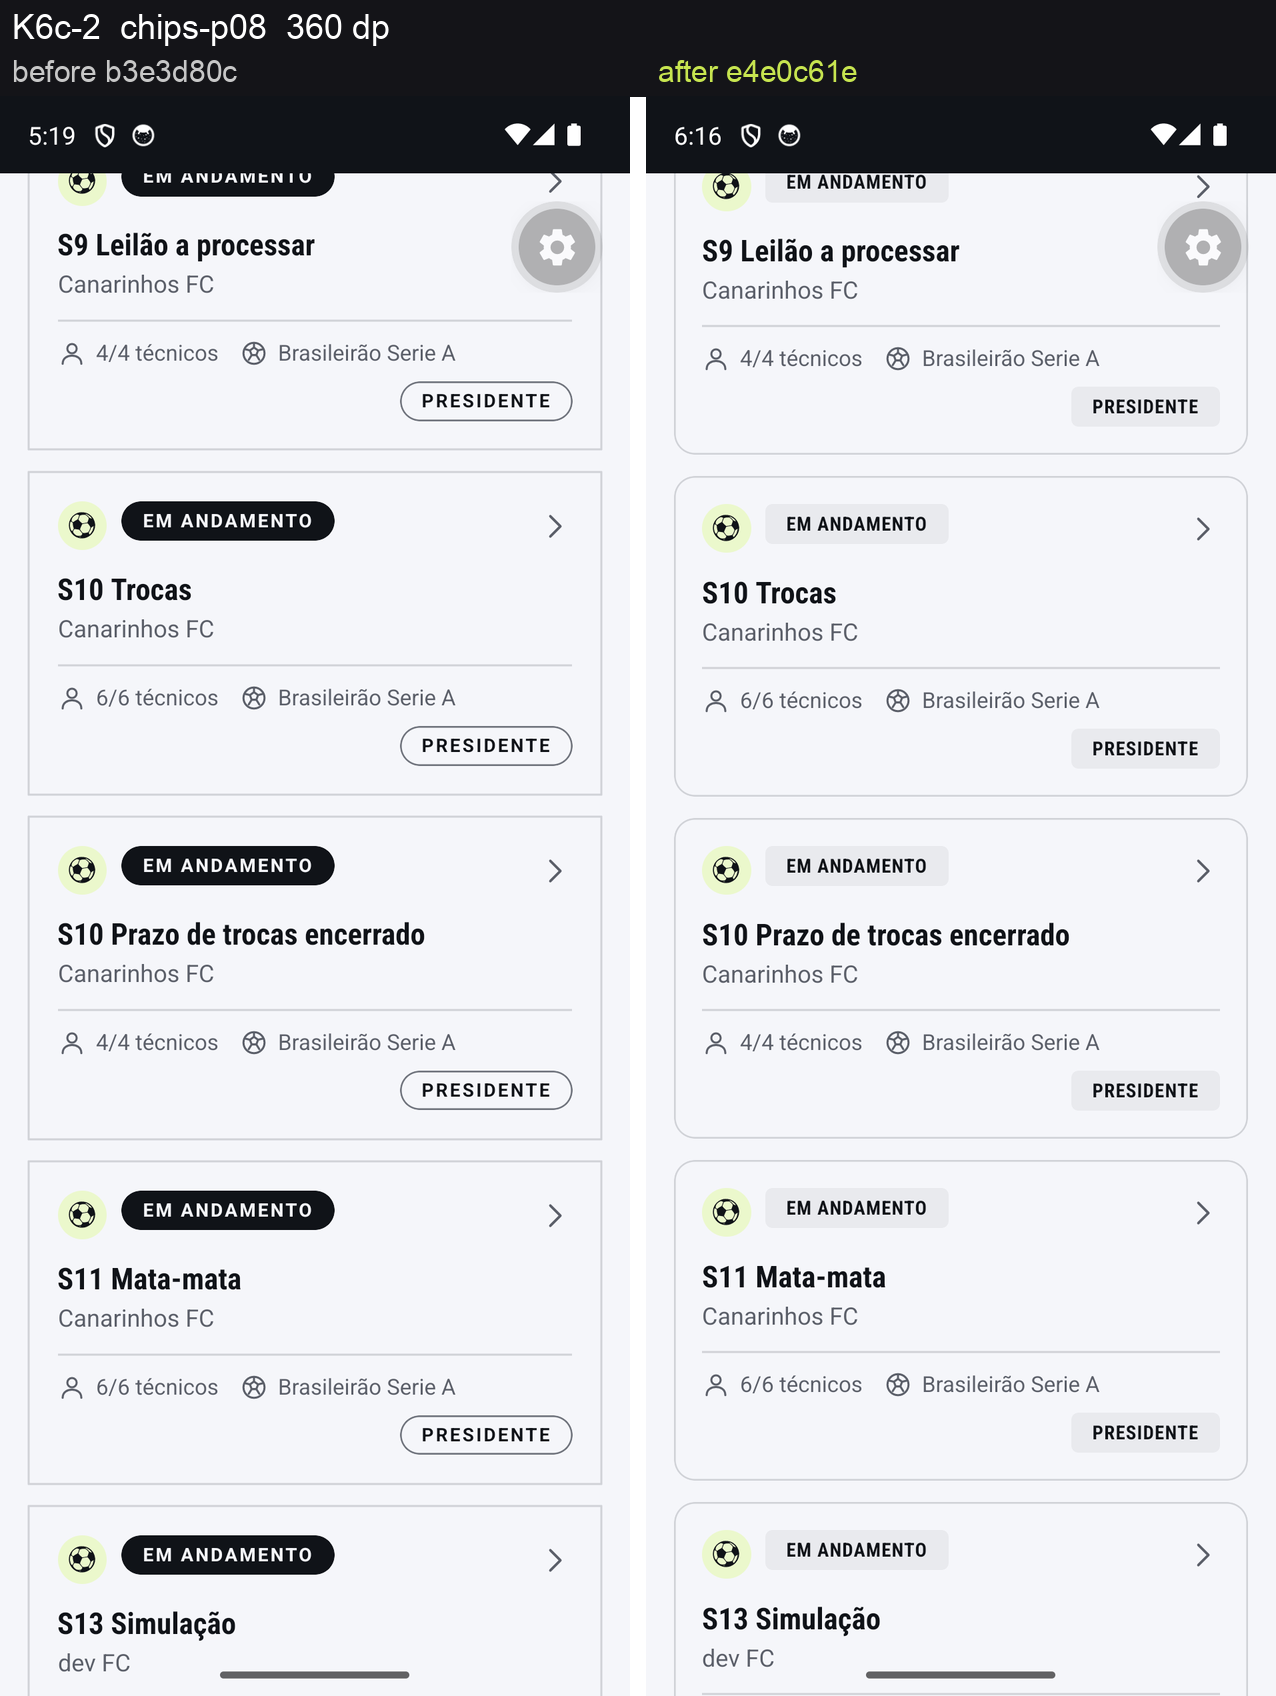 K6c-2 chips-p08 360 dp
before b3e3d80c
after e4e0c61e
5:19
EM ANDAMENTO
S9 Leilão a processar
Canarinhos FC
4/4 técnicos Brasileirão Serie A
PRESIDENTE
EM ANDAMENTO
S10 Trocas
Canarinhos FC
6/6 técnicos Brasileirão Serie A
PRESIDENTE
EM ANDAMENTO
S10 Prazo de trocas encerrado
Canarinhos FC
4/4 técnicos Brasileirão Serie A
PRESIDENTE
EM ANDAMENTO
S11 Mata-mata
Canarinhos FC
6/6 técnicos Brasileirão Serie A
PRESIDENTE
EM ANDAMENTO
S13 Simulação
dev FC
6:16
EM ANDAMENTO
S9 Leilão a processar
Canarinhos FC
4/4 técnicos Brasileirão Serie A
PRESIDENTE
EM ANDAMENTO
S10 Trocas
Canarinhos FC
6/6 técnicos Brasileirão Serie A
PRESIDENTE
EM ANDAMENTO
S10 Prazo de trocas encerrado
Canarinhos FC
4/4 técnicos Brasileirão Serie A
PRESIDENTE
EM ANDAMENTO
S11 Mata-mata
Canarinhos FC
6/6 técnicos Brasileirão Serie A
PRESIDENTE
EM ANDAMENTO
S13 Simulação
dev FC